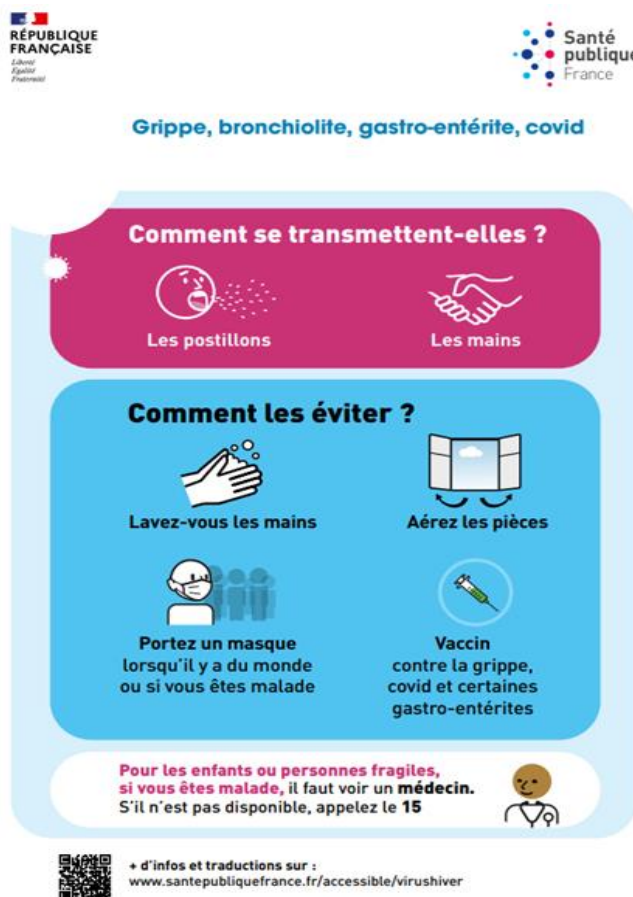 RÉPUBLIQUE
FRANÇAISE
Liberté
Égalité
Fraternité
Santé
publique
France
Grippe, bronchiolite, gastro-entérite, covid
Comment se transmettent-elles ?
Les postillons
Les mains
Comment les éviter ?
Lavez-vous les mains
Aérez les pièces
Portez un masque
lorsqu'il y a du monde
ou si vous êtes malade
Vaccin
contre la grippe,
covid et certaines
gastro-entérites
Pour les enfants ou personnes fragiles,
si vous êtes malade, il faut voir un médecin.
S'il n'est pas disponible, appelez le 15
+ d'infos et traductions sur :
www.santepubliquefrance.fr/accessible/virushiver